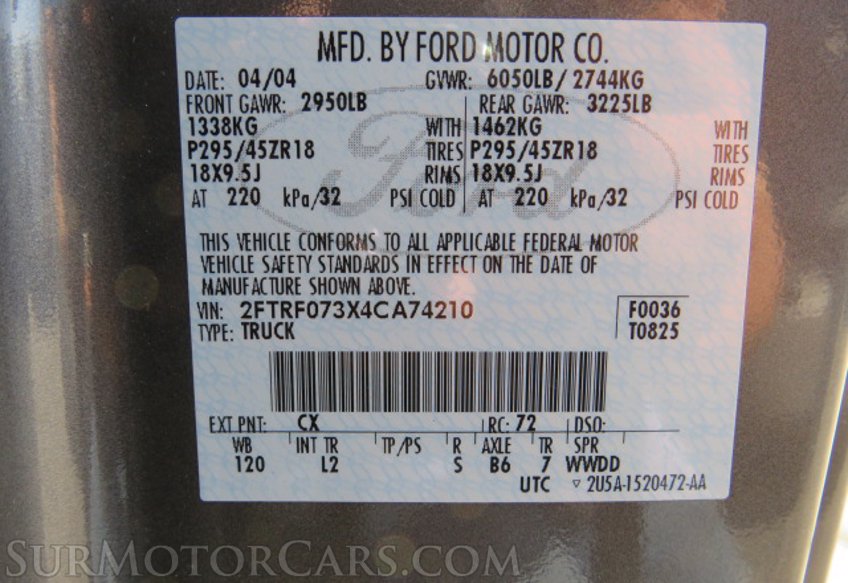 MFD. BY FORD MOTOR CO.
DATE: 04/04 GVWR: 6050LB/ 2744KG
FRONT GAWR: 2950LB REAR GAWR: 3225LB
1338KG WITH 1462KG WITH
P295/45ZR18 TIRES P295/45ZR18 TIRES
18X9.5J RIMS 18X9.5J RIMS
AT 220 kPa/32 PSI COLD AT 220 kPa/32 PSI COLD
Ford
THIS VEHICLE CONFORMS TO ALL APPLICABLE FEDERAL MOTOR
VEHICLE SAFETY STANDARDS IN EFFECT ON THE DATE OF
MANUFACTURE SHOWN ABOVE.
VIN: 2FTRF073X4CA74210 F0036
TYPE: TRUCK T0825
EXT PNT: CX RC: 72 DSO:
WB INT TR TP/PS R AXLE TR SPR
120 L2 S B6 7 WWDD
UTC ▿ 2U5A-1520472-AA
SURMOTORCARS.COM